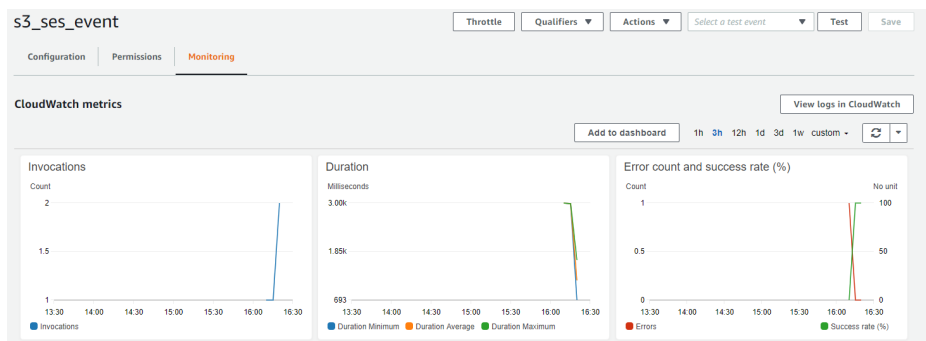 s3_ses_event
Throttle Qualifiers ▼ Actions ▼ Select a test event ▼ Test Save
Configuration Permissions Monitoring
CloudWatch metrics
View logs in CloudWatch
Add to dashboard 1h 3h 12h 1d 3d 1w custom
Invocations
Count
2
1.5
1
13:30 14:00 14:30 15:00 15:30 16:00 16:30
Invocations
Duration
Milliseconds
3.00k
1.85k
693
13:30 14:00 14:30 15:00 15:30 16:00 16:30
Duration Minimum Duration Average Duration Maximum
Error count and success rate (%)
Count No unit
1 100
0.5 50
0 0
13:30 14:00 14:30 15:00 15:30 16:00 16:30
Errors Success rate (%)